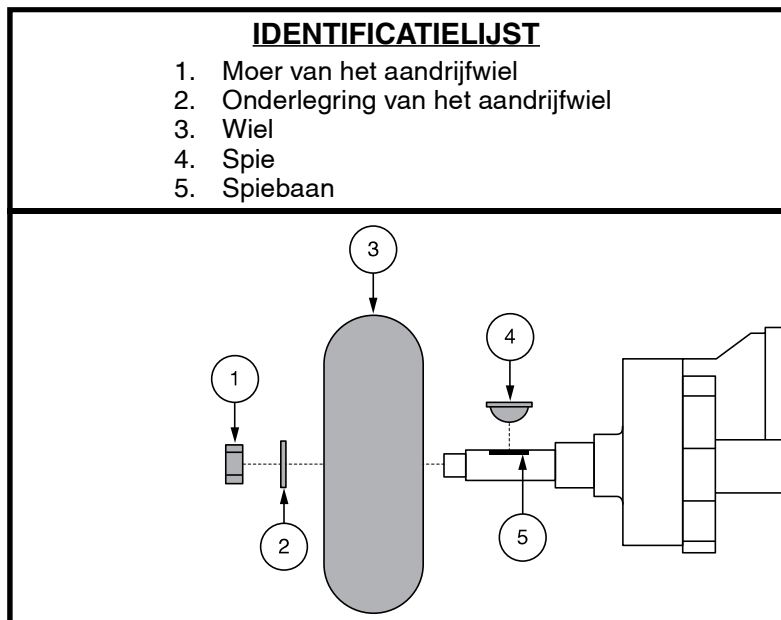 IDENTIFICATIELIJST
1. Moer van het aandrijfwiel
2. Onderlegring van het aandrijfwiel
3. Wiel
4. Spie
5. Spiebaan
3
4
1
2
5